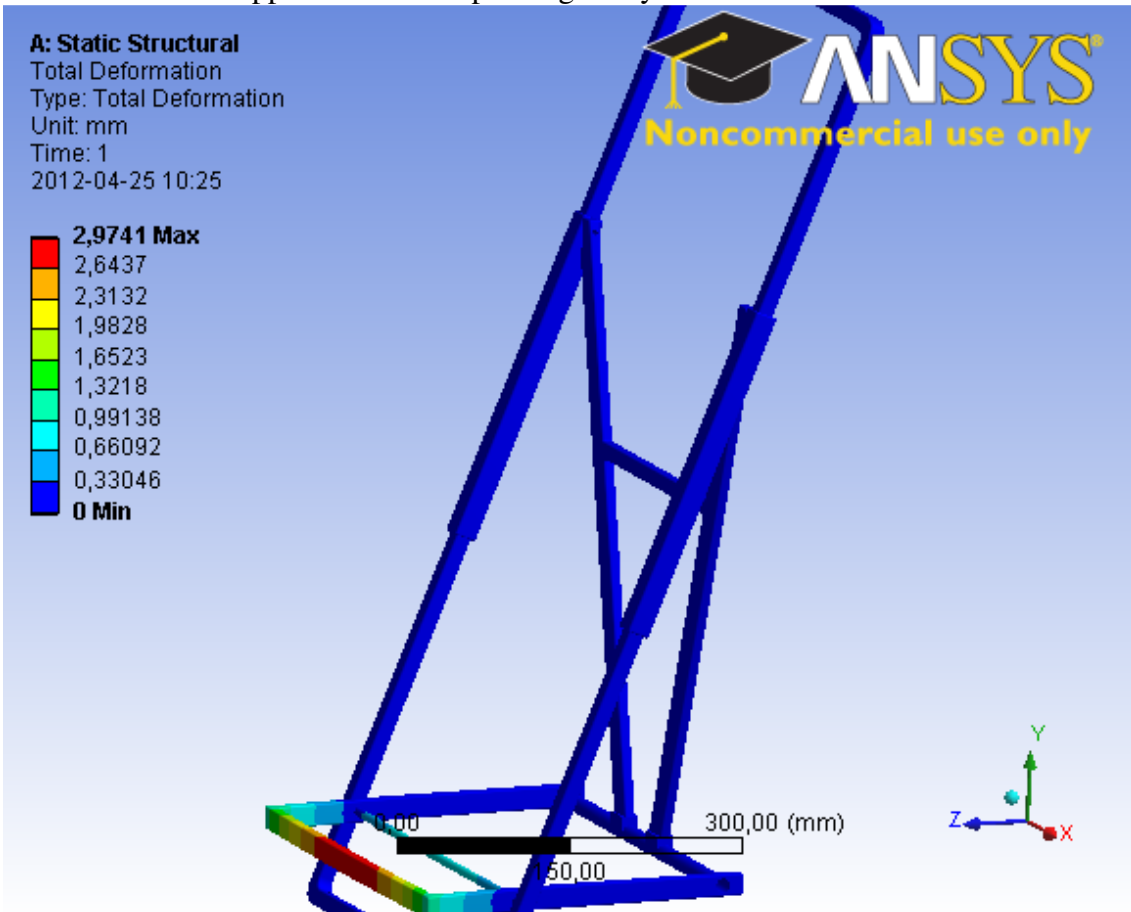 A: Static Structural
Total Deformation
Type: Total Deformation
Unit: mm
Time: 1
2012-04-25 10:25
2,9741 Max
2,6437
2,3132
1,9828
1,6523
1,3218
0,99138
0,66092
0,33046
0 Min
ANSYS®
Noncommercial use only
0,00
300,00 (mm)
150,00
Y
Z
X